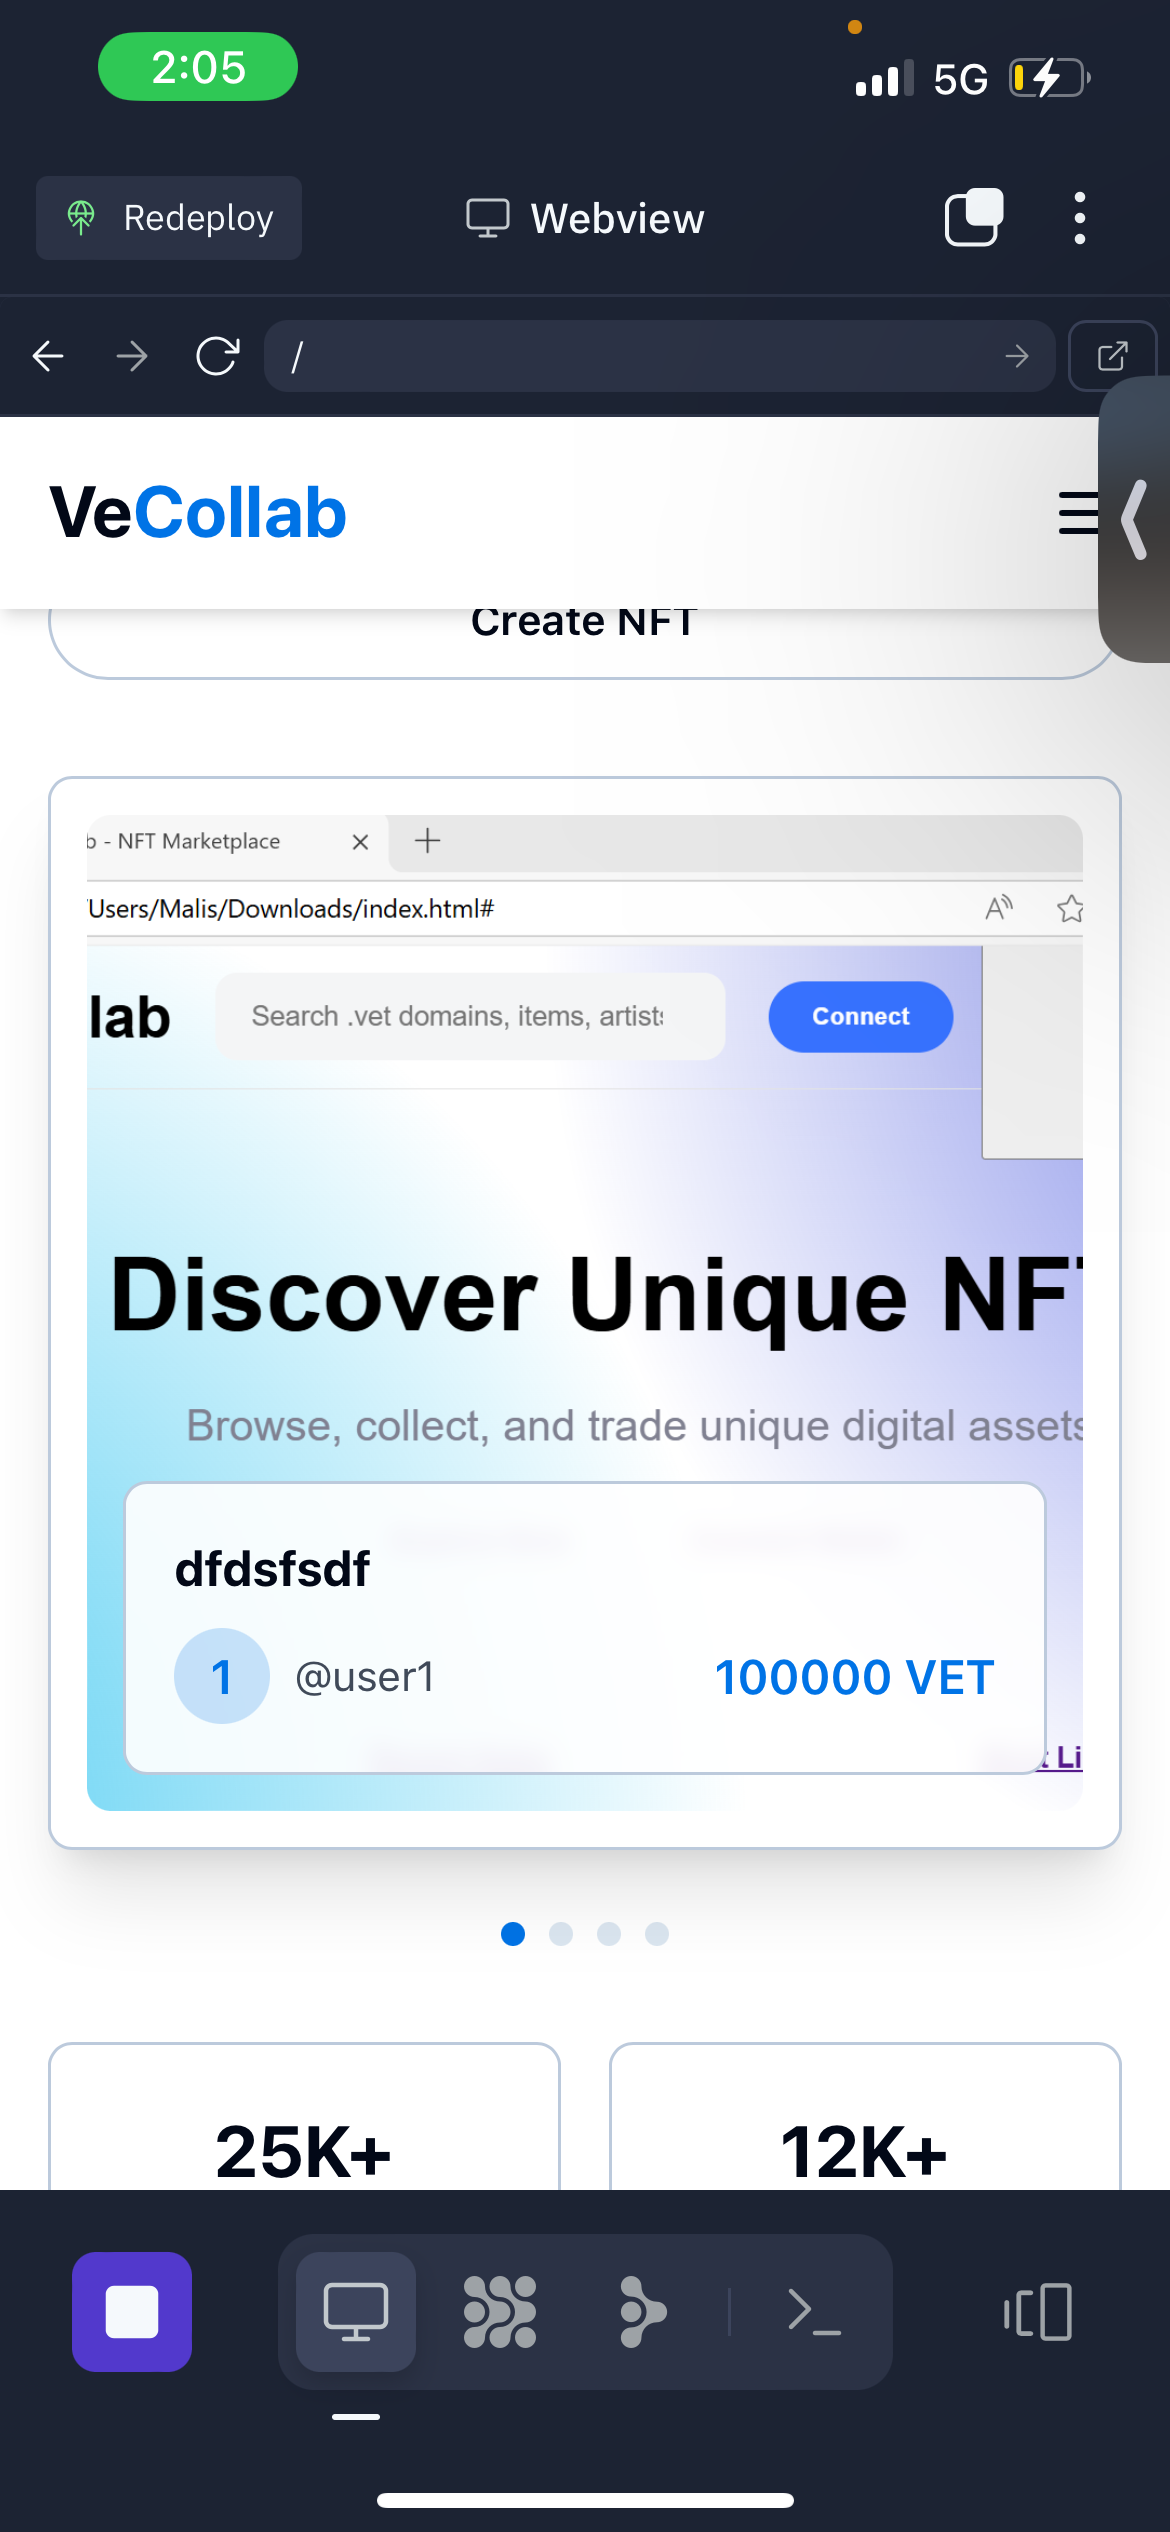 2:05
5G
Redeploy
Webview
/
VeCollab
Create NFT
b - NFT Marketplace
/Users/Malis/Downloads/index.html#
lab
Search .vet domains, items, artists
Connect
Discover Unique NFT
Browse, collect, and trade unique digital assets
dfdsfsdf
1 @user1 100000 VET
t Li
25K+
12K+